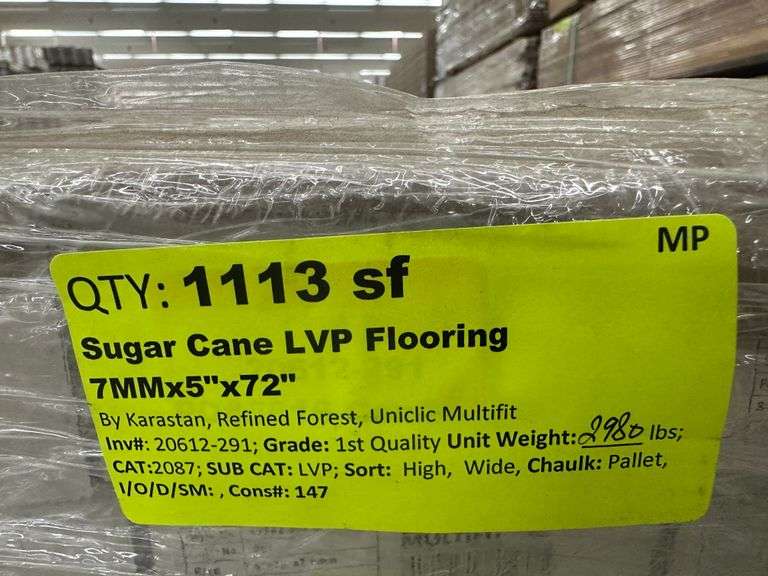 MP
QTY: 1113 sf
Sugar Cane LVP Flooring
7MMx5"x72"
By Karastan, Refined Forest, Uniclic Multifit
Inv#: 20612-291; Grade: 1st Quality Unit Weight: 2980 lbs;
CAT:2087; SUB CAT: LVP; Sort: High, Wide, Chaulk: Pallet,
I/O/D/SM: , Cons#: 147